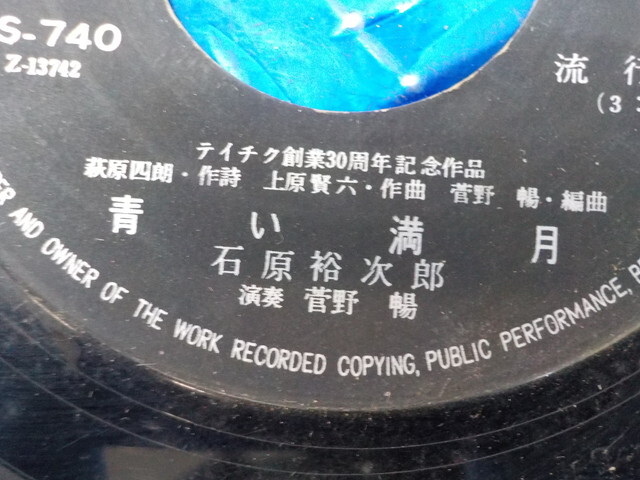 S-740
Z-13742
流行
(33
テイチク創業30周年記念作品
萩原四朗・作詩 上原賢六・作曲 菅野 暢・編曲
青い満月
石原裕次郎
演奏 菅野 暢
AND OWNER OF THE WORK RECORDED COPYING, PUBLIC PERFORMANCE,